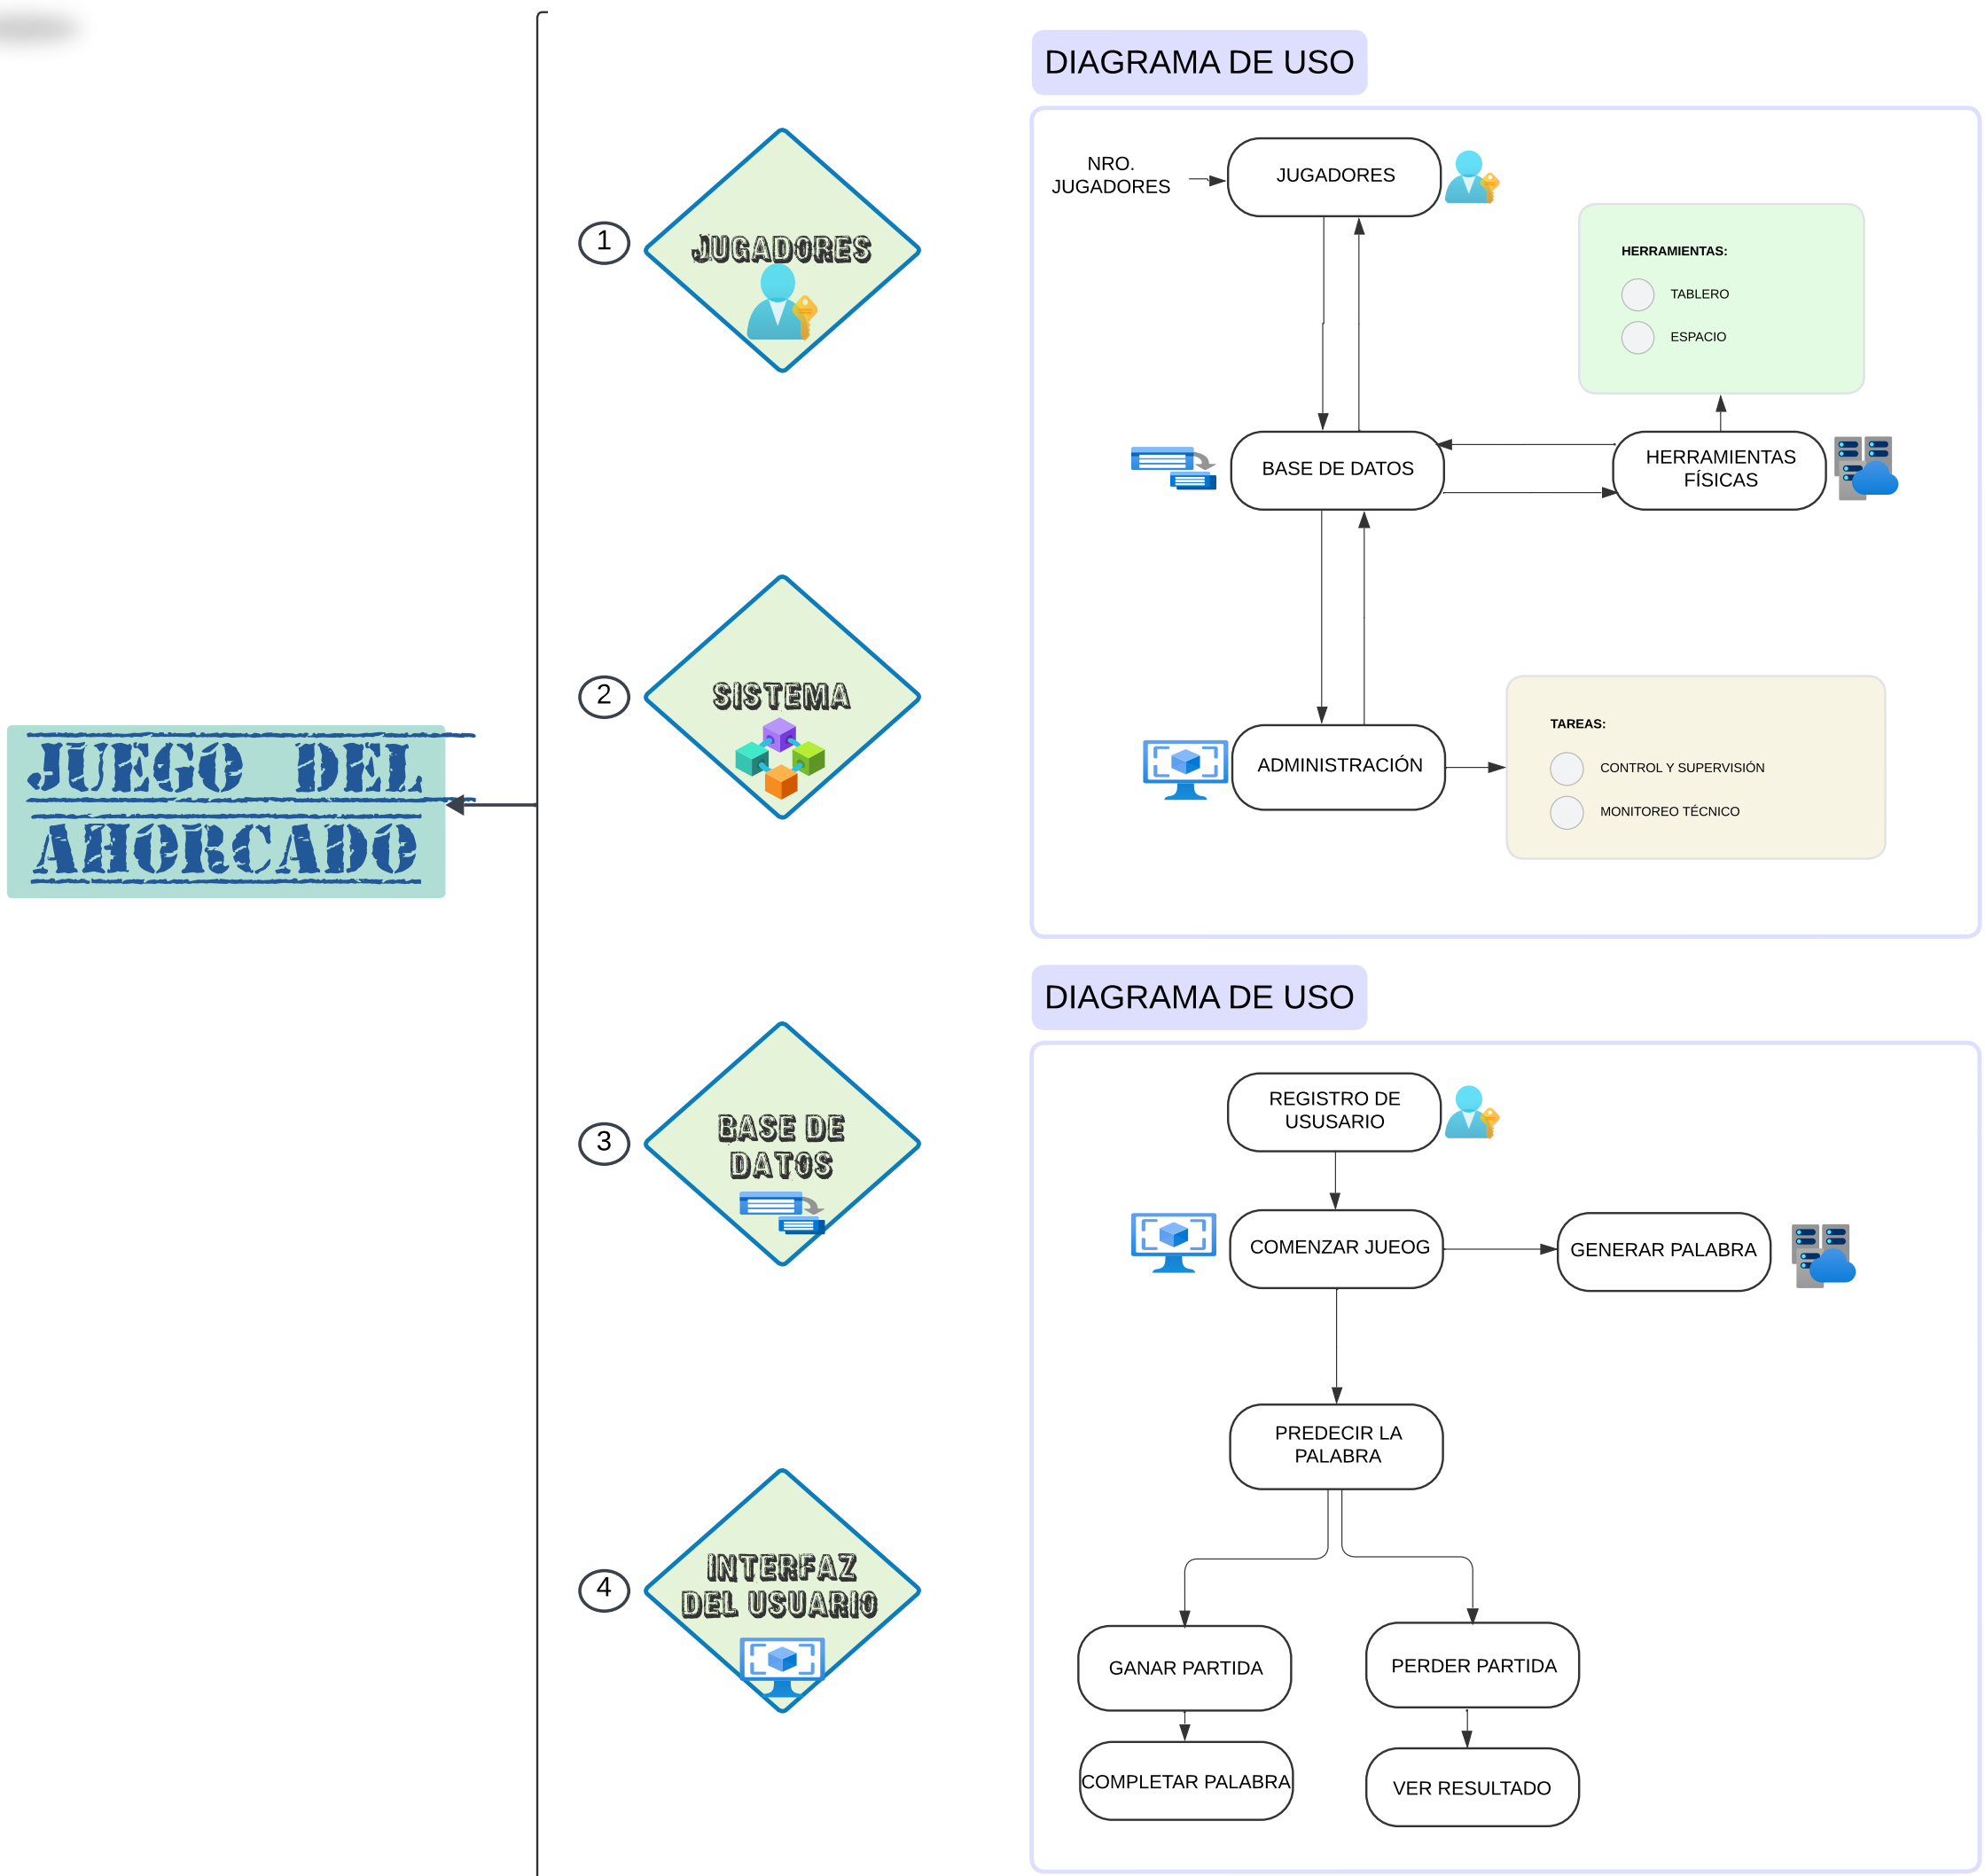 JUEGO DEL
AHORCADO
1
JUGADORES
2
SISTEMA
3
BASE DE
DATOS
4
INTERFAZ
DEL USUARIO
DIAGRAMA DE USO
NRO.
JUGADORES
JUGADORES
HERRAMIENTAS:
TABLERO
ESPACIO
BASE DE DATOS
HERRAMIENTAS
FÍSICAS
ADMINISTRACIÓN
TAREAS:
CONTROL Y SUPERVISIÓN
MONITOREO TÉCNICO
DIAGRAMA DE USO
REGISTRO DE
USUSARIO
COMENZAR JUEOG
GENERAR PALABRA
PREDECIR LA
PALABRA
GANAR PARTIDA
PERDER PARTIDA
COMPLETAR PALABRA
VER RESULTADO